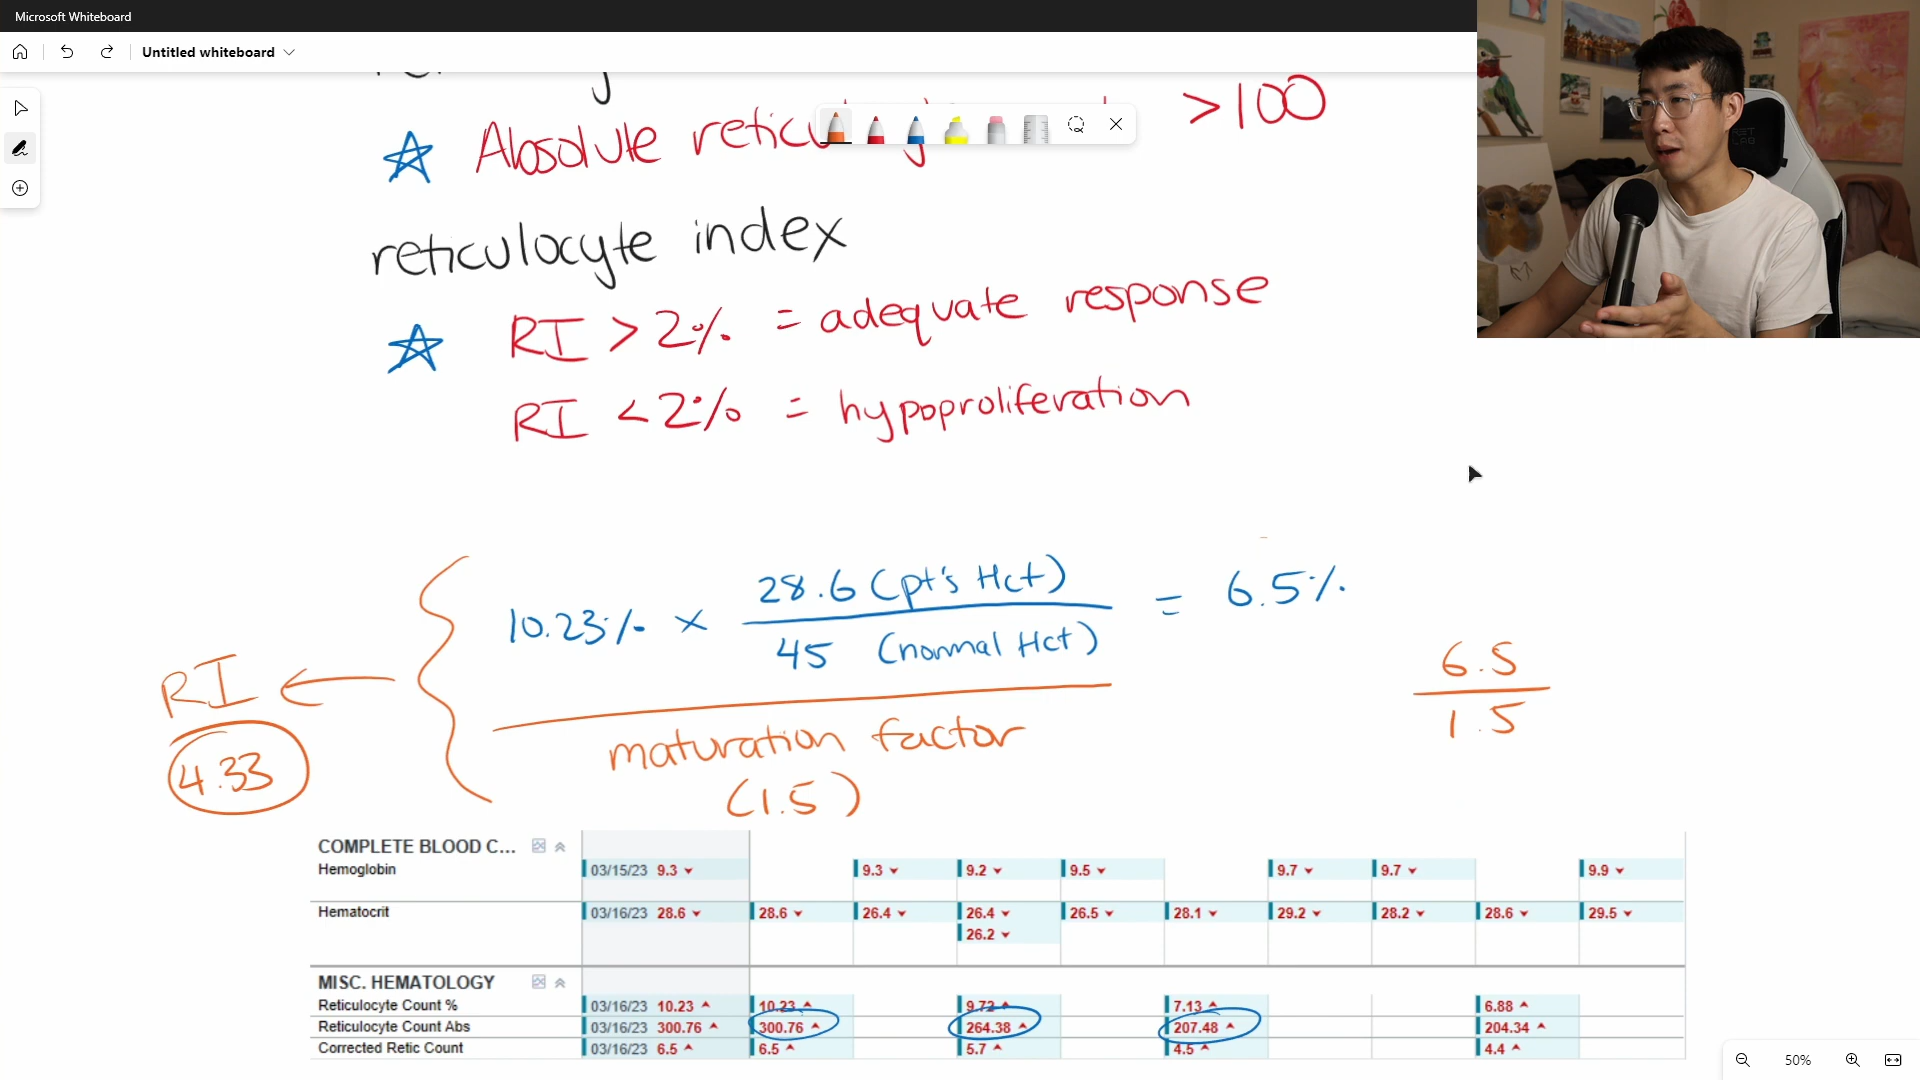 Microsoft Whiteboard
Untitled whiteboard
>100
Absolute
reticulocyte index
RI > 2% = adequate response
RI < 2% = hypoproliferation
28.6 (pt's Hct)
10.23% × = 6.5%
45 (normal Hct)
6.5
1.5
RI
4.33
maturation factor
(1.5)
COMPLETE BLOOD C...
Hemoglobin 03/15/23 9.3 9.3 9.2 9.5 9.7 9.7 9.9
Hematocrit 03/16/23 28.6 28.6 26.4 26.4 26.5 28.1 29.2 28.2 28.6 29.5
26.2
MISC. HEMATOLOGY
Reticulocyte Count % 03/16/23 10.23 10.23 9.72 7.13 6.88
Reticulocyte Count Abs 03/16/23 300.76 300.76 264.38 207.48 204.34
Corrected Retic Count 03/16/23 6.5 6.5 5.7 4.5 4.4
50%